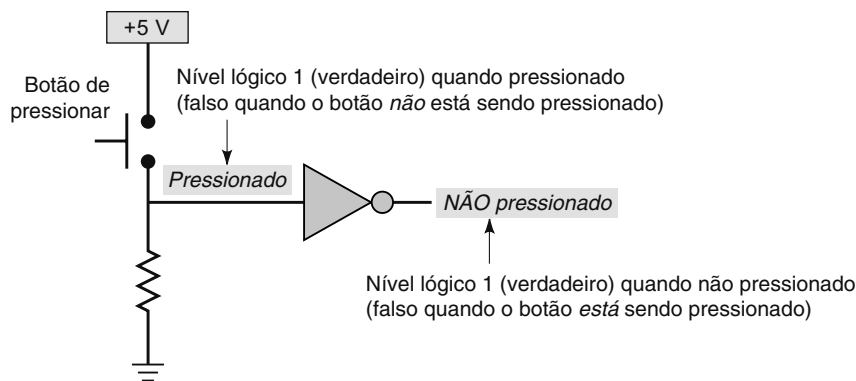 +5 V
Botão de
pressionar
Nível lógico 1 (verdadeiro) quando pressionado
(falso quando o botão não está sendo pressionado)
Pressionado
NÃO pressionado
Nível lógico 1 (verdadeiro) quando não pressionado
(falso quando o botão está sendo pressionado)